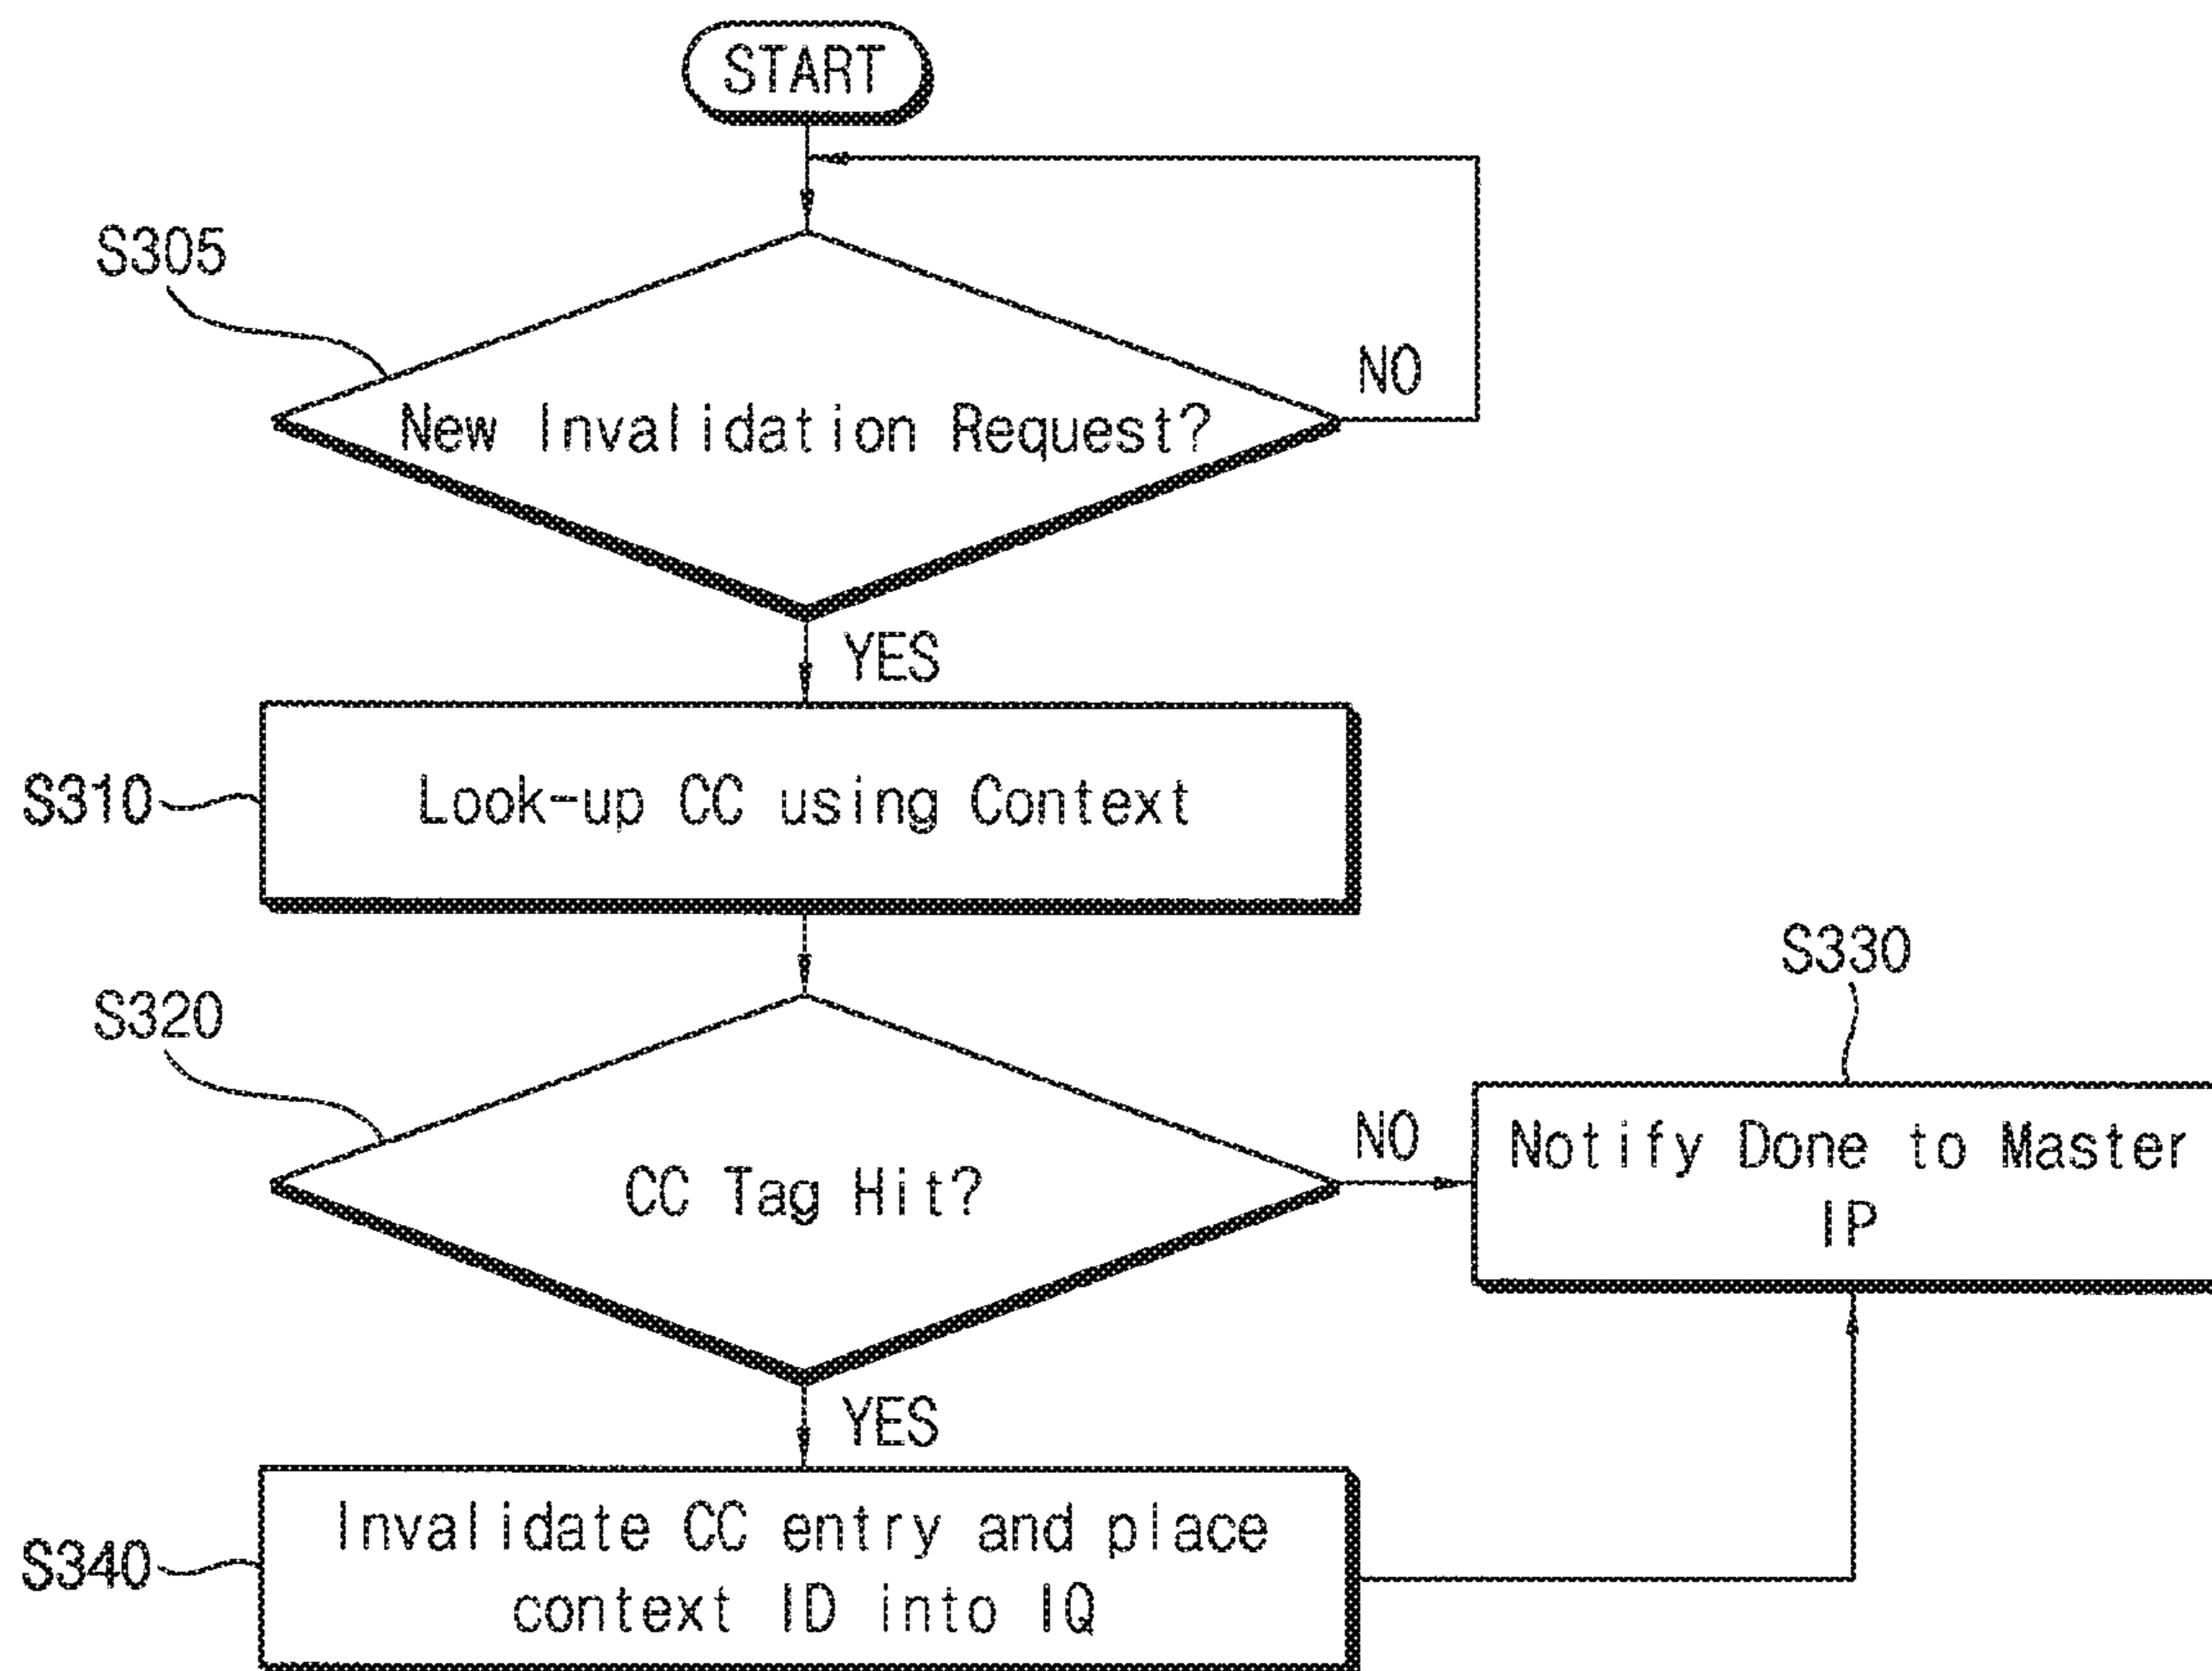 START
S305
NO
New Invalidation Request?
YES
S310
Look-up CC using Context
S330
S320
NO
Notify Done to Master
IP
CC Tag Hit?
YES
S340
Invalidate CC entry and place
context ID into IQ